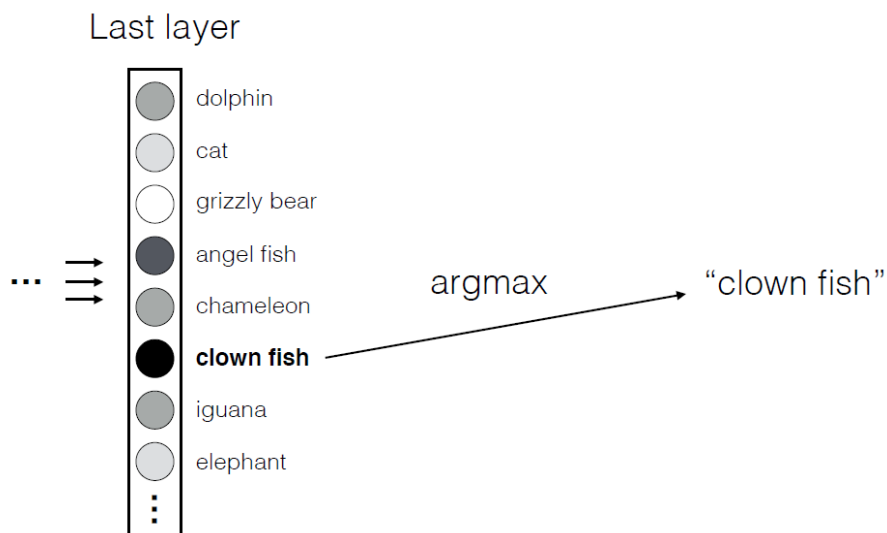 Last layer
dolphin
cat
grizzly bear
angel fish
... 
argmax
“clown fish”
chameleon
clown fish
iguana
elephant
...